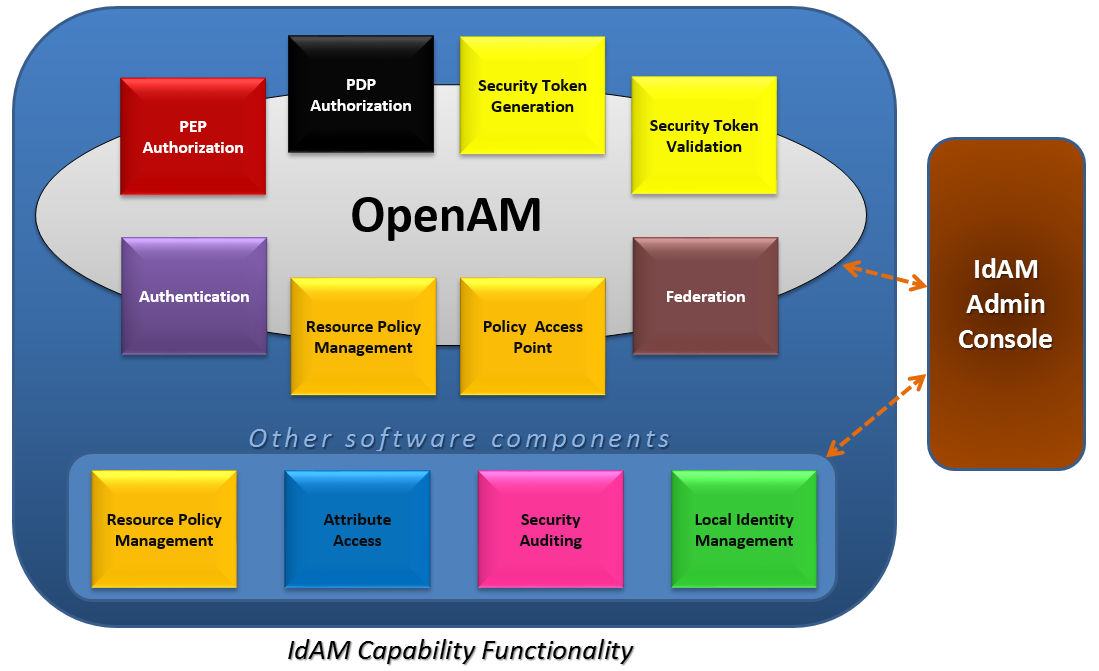 PDP
Authorization
Security Token
Generation
PEP
Authorization
Security Token
Validation
OpenAM
Authentication
Resource Policy
Management
Policy Access
Point
Federation
IdAM
Admin
Console
Other software components
Resource Policy
Management
Attribute
Access
Security
Auditing
Local Identity
Management
IdAM Capability Functionality